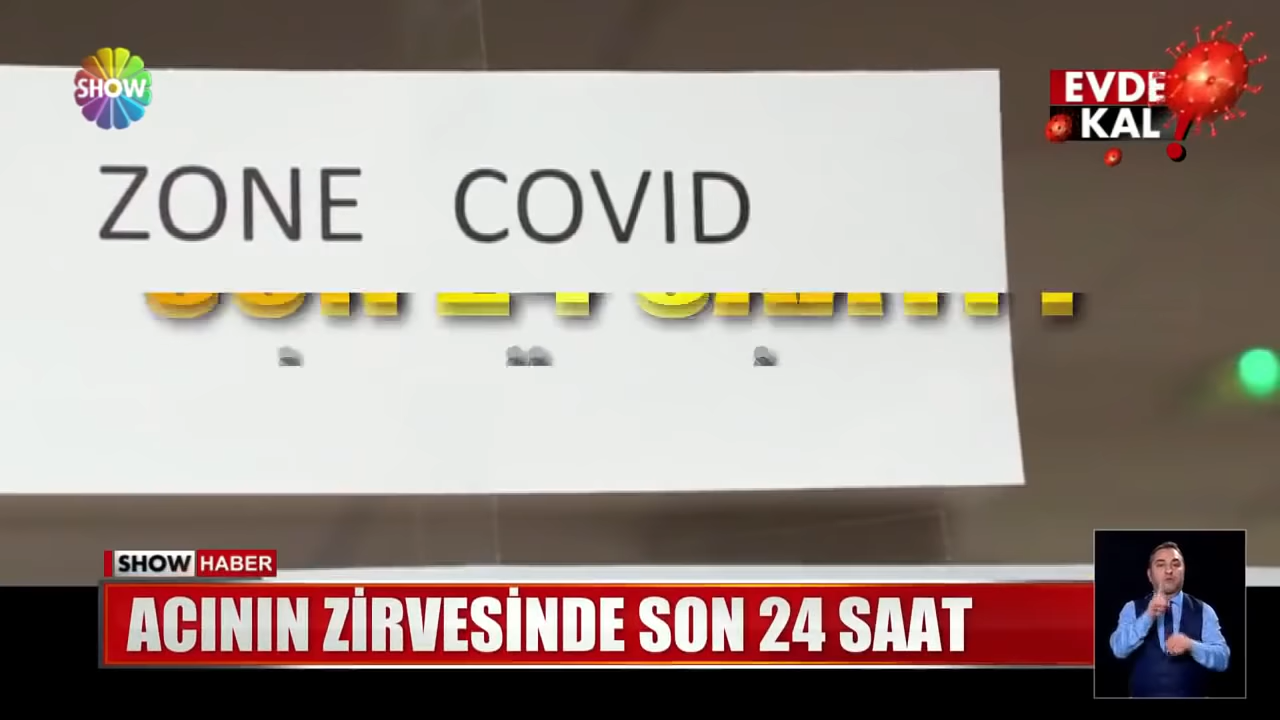 SHOW
EVDE
KAL!
ZONE COVID
SHOW HABER
ACININ ZİRVESİNDE SON 24 SAAT